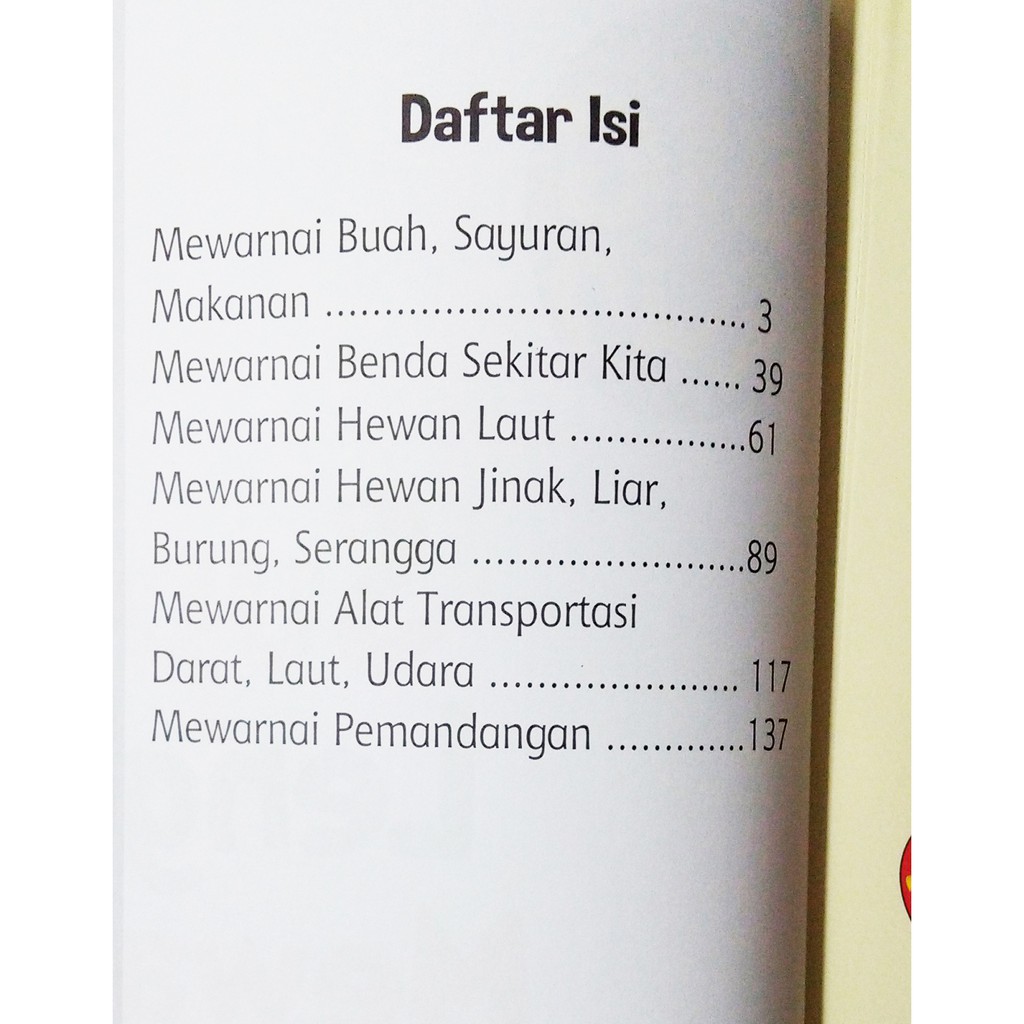 Daftar Isi
Mewarnai Buah, Sayuran,
Makanan ................................... 3
Mewarnai Benda Sekitar Kita ...... 39
Mewarnai Hewan Laut ................61
Mewarnai Hewan Jinak, Liar,
Burung, Serangga .......................89
Mewarnai Alat Transportasi
Darat, Laut, Udara ..................... 117
Mewarnai Pemandangan .............137